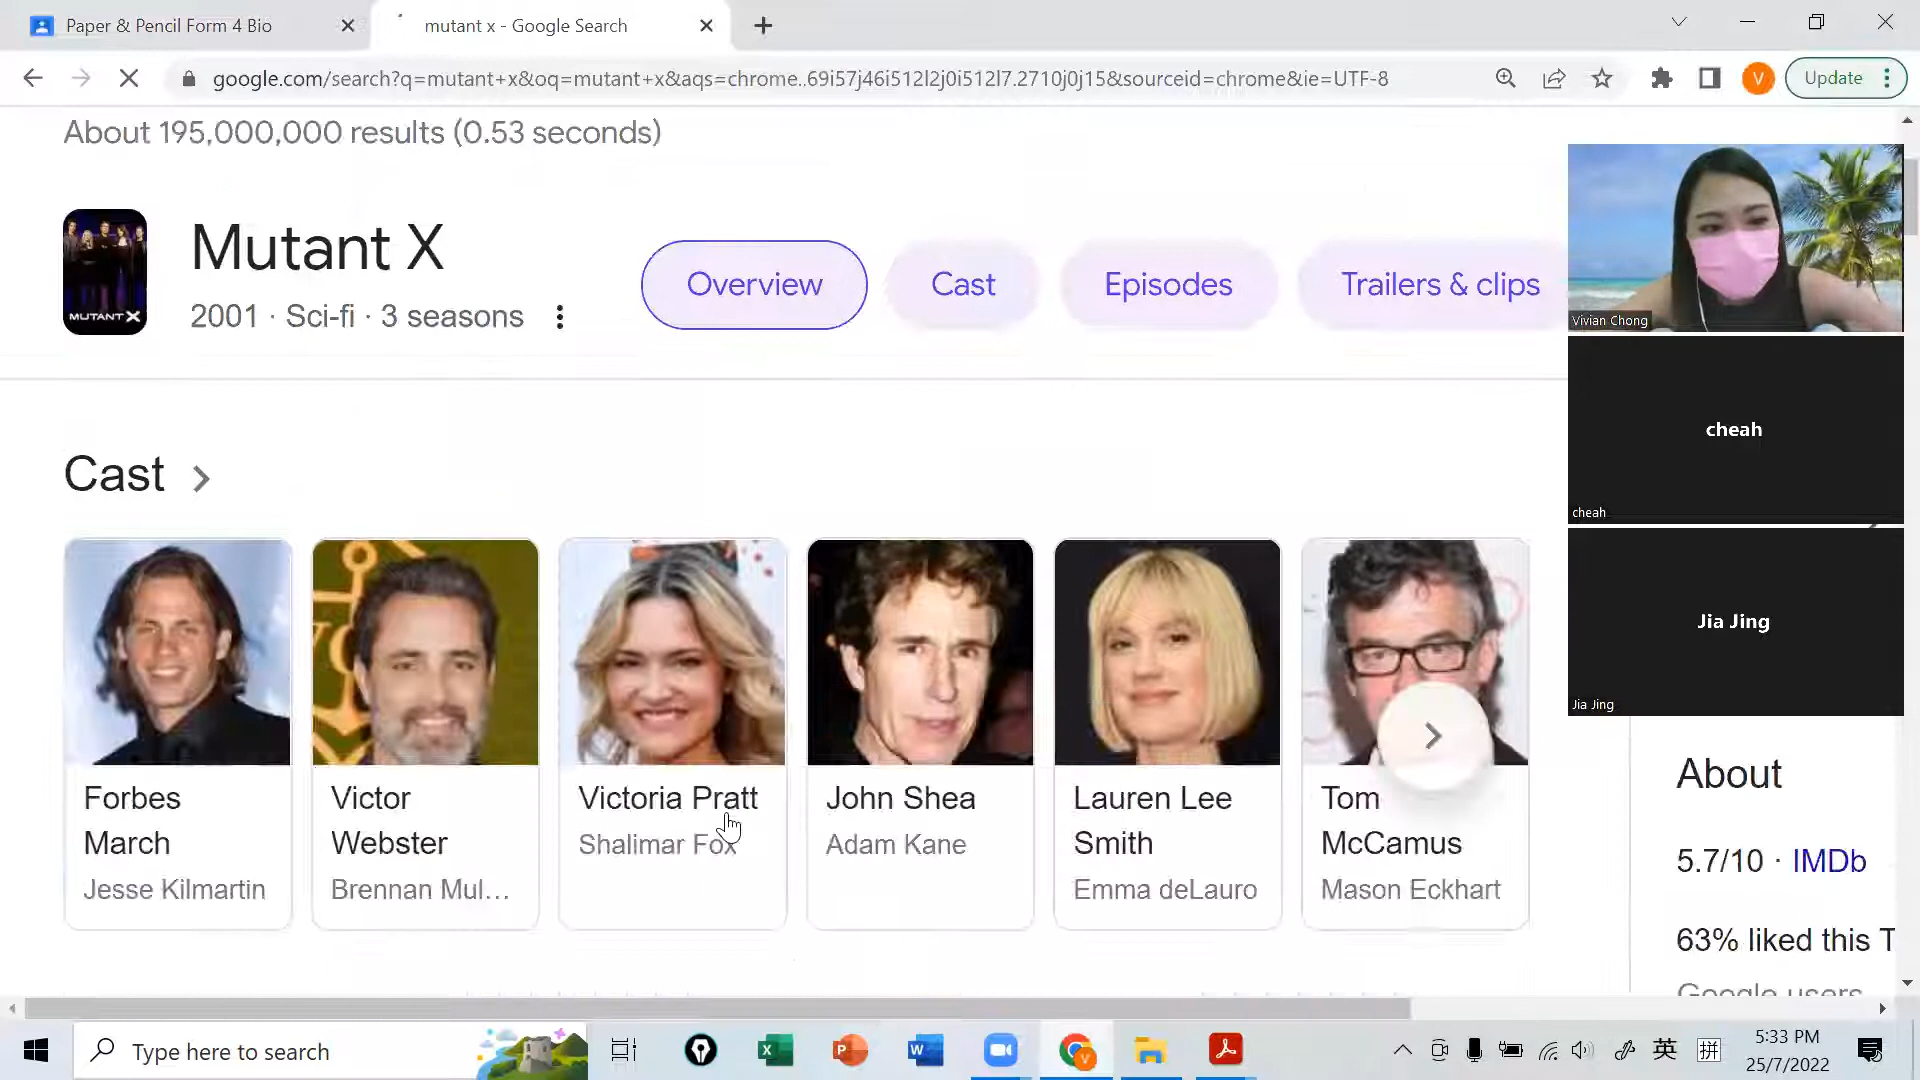 Paper & Pencil Form 4 Bio
mutant x - Google Search
google.com/search?q=mutant+x&oq=mutant+x&aqs=chrome..69i57j46i512l2j0i512l7.2710j0j15&sourceid=chrome&ie=UTF-8
V
Update
About 195,000,000 results (0.53 seconds)
MUTANT X
Mutant X
2001 · Sci-fi · 3 seasons
Overview
Cast
Episodes
Trailers & clips
Vivian Chong
cheah
cheah
Jia Jing
Jia Jing
Cast
Forbes March
Jesse Kilmartin
Victor Webster
Brennan Mul...
Victoria Pratt
Shalimar Fox
John Shea
Adam Kane
Lauren Lee Smith
Emma deLauro
Tom McCamus
Mason Eckhart
About
5.7/10 · IMDb
63% liked this T
Google users
Type here to search
英
拼
5:33 PM
25/7/2022